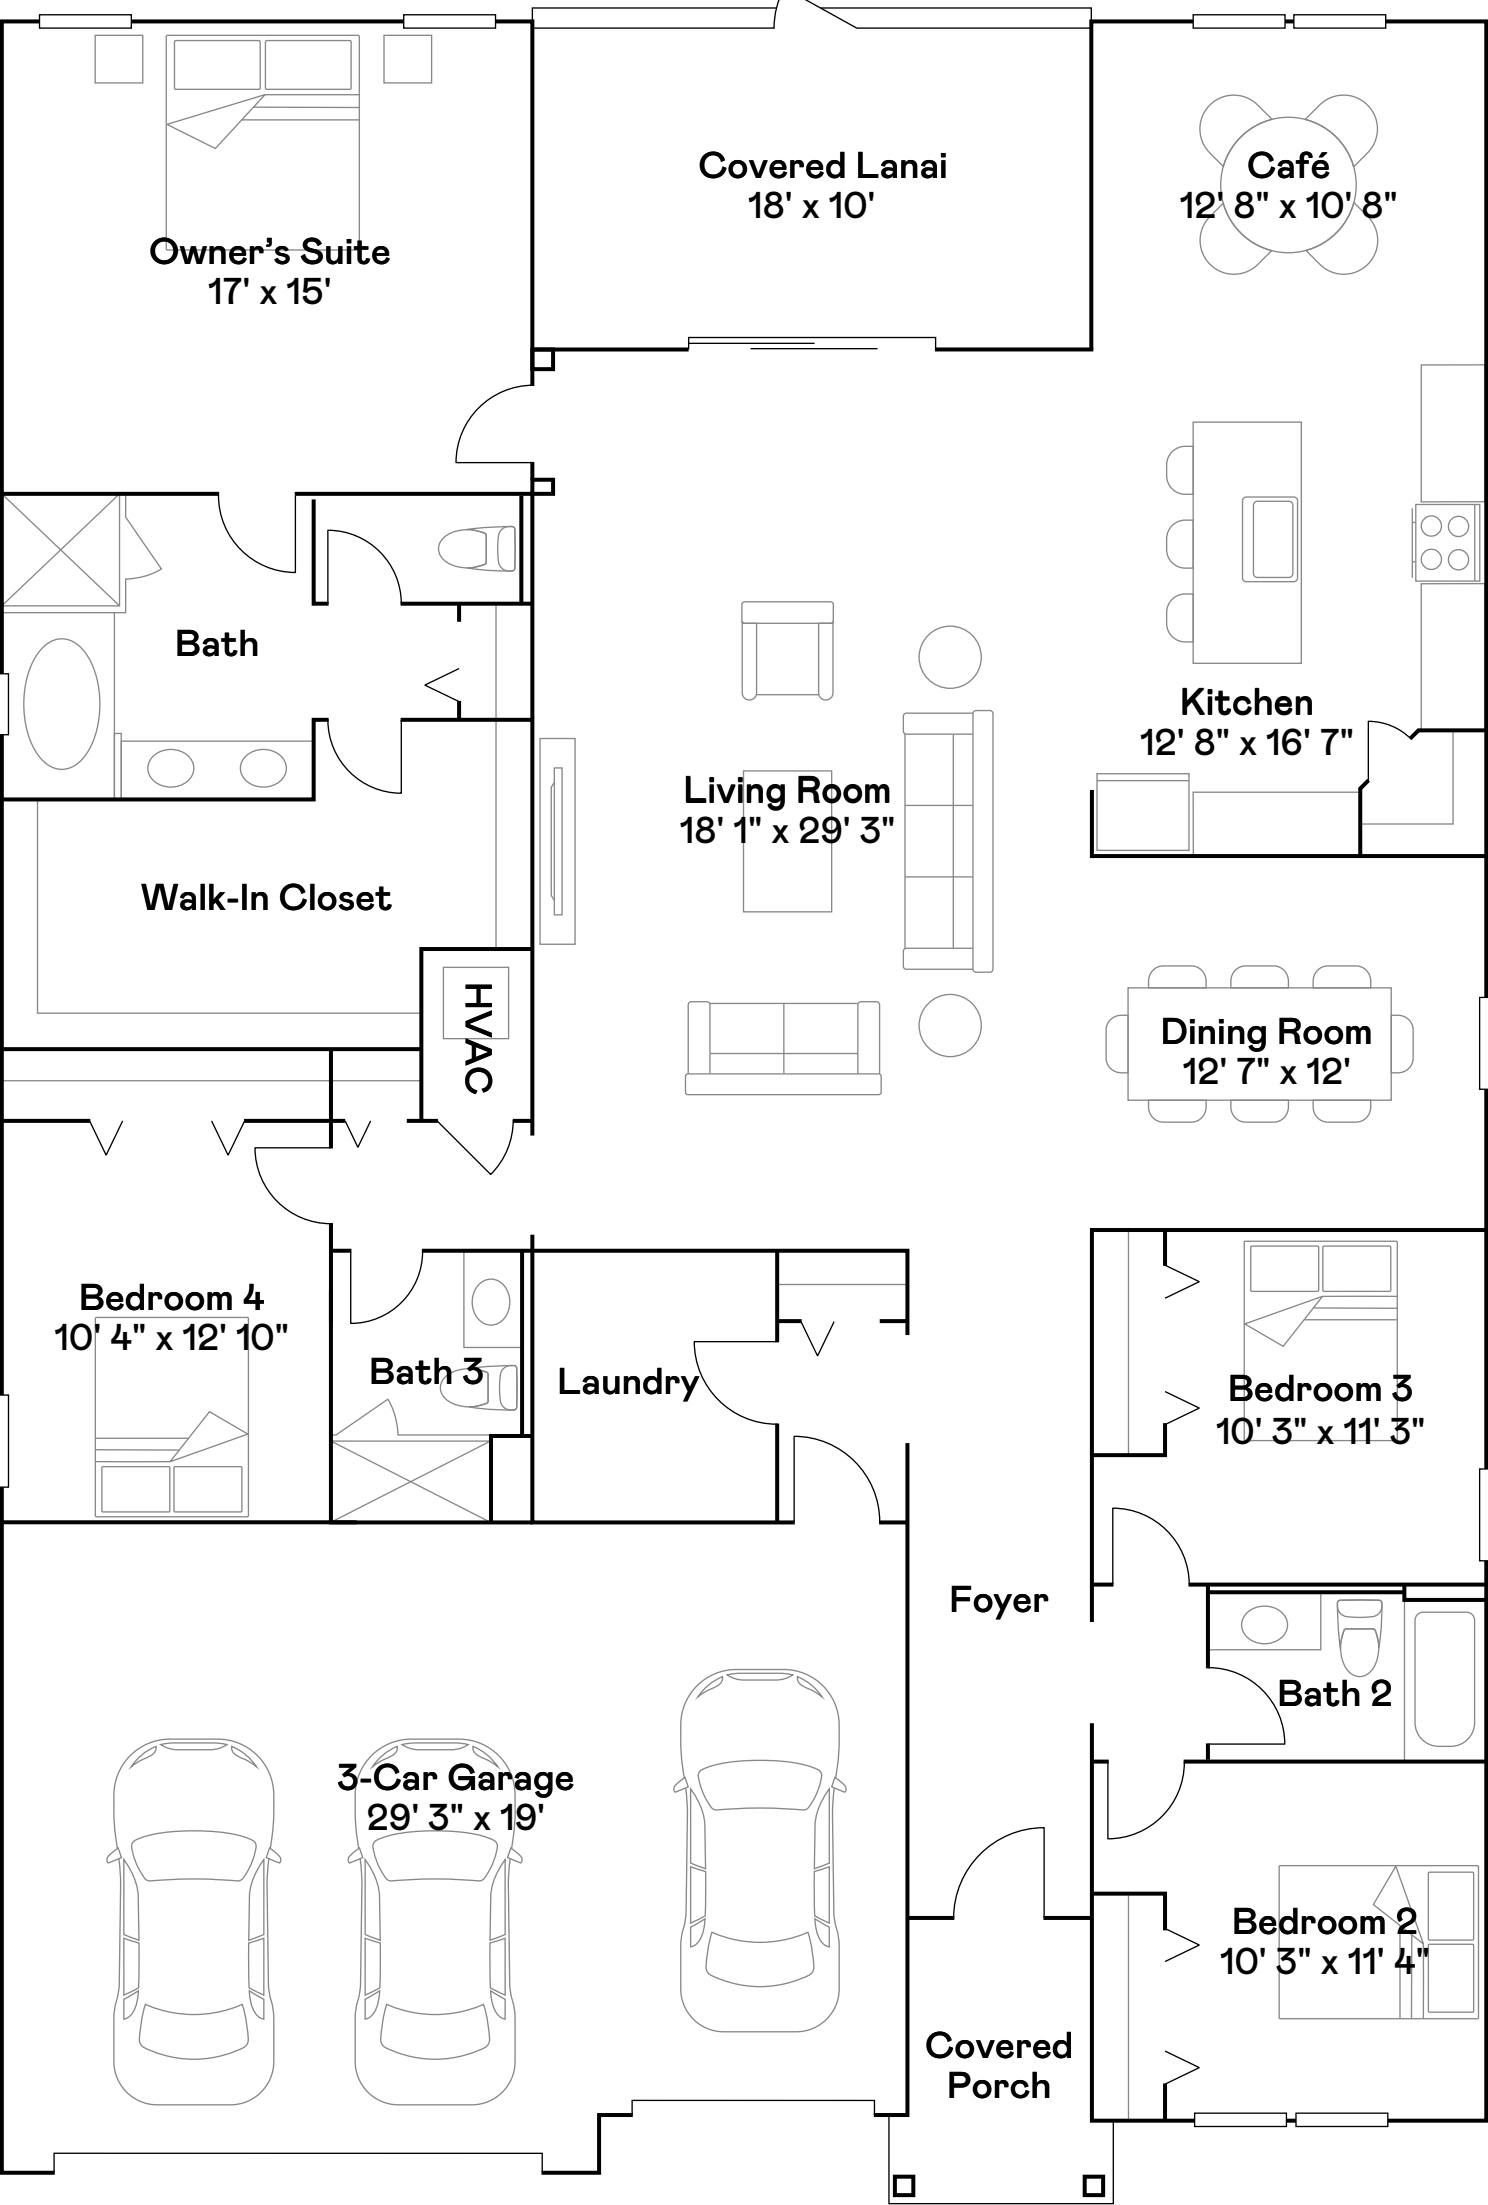 Covered Lanai
18' x 10'
Café
12' 8" x 10' 8"
Owner’s Suite
17' x 15'
Bath
Kitchen
12' 8" x 16' 7"
Living Room
18' 1" x 29' 3"
Walk-In Closet
HVAC
Dining Room
12' 7" x 12'
Bedroom 4
10' 4" x 12' 10"
Bath 3
Laundry
Bedroom 3
10' 3" x 11' 3"
Foyer
Bath 2
3-Car Garage
29' 3" x 19'
Bedroom 2
10' 3" x 11' 4"
Covered
Porch